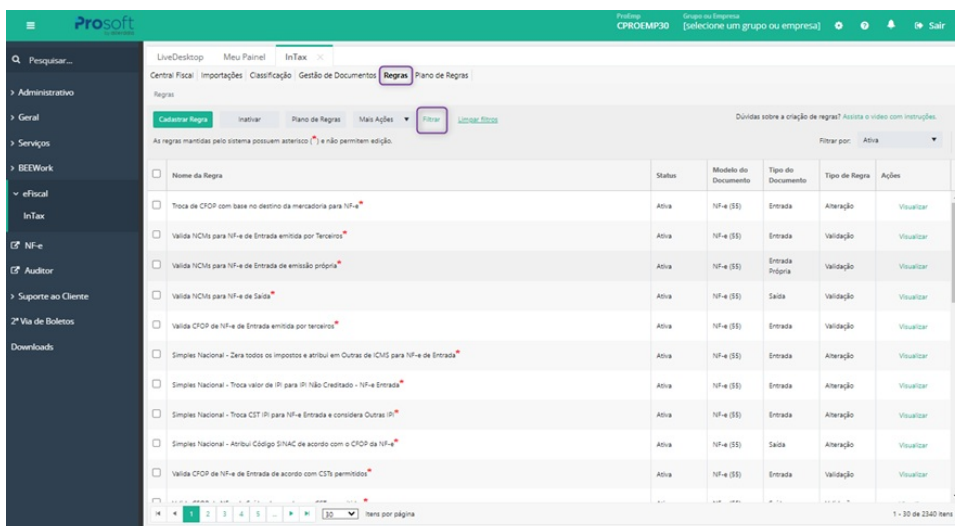 Prosoft
ProEmp
CPROEMP30
Grupo ou Empresa
[selecione um grupo ou empresa]
Sair
Pesquisar...
LiveDesktop Meu Painel InTax
Central Fiscal Importações Classificação Gestão de Documentos Regras Plano de Regras
Regras
Administrativo
Geral
Serviços
BEEWork
eFiscal
InTax
NF-e
Auditor
Suporte ao Cliente
2ª Via de Boletos
Downloads
Cadastrar Regra Inativar Plano de Regras Mais Ações Filtrar Limpar filtros
Dúvidas sobre a criação de regras? Assista o vídeo com instruções.
As regras mantidas pelo sistema possuem asterisco (*) e não permitem edição.
Filtrar por: Ativa
Nome da Regra Status Modelo do Documento Tipo do Documento Tipo de Regra Ações
Troca de CFOP com base no destino da mercadoria para NF-e* Ativa NF-e (55) Entrada Alteração Visualizar
Valida NCMs para NF-e de Entrada emitida por Terceiros* Ativa NF-e (55) Entrada Validação Visualizar
Valida NCMs para NF-e de Entrada de emissão própria* Ativa NF-e (55) Entrada Própria Validação Visualizar
Valida NCMs para NF-e de Saída* Ativa NF-e (55) Saída Validação Visualizar
Valida CFOP de NF-e de Entrada emitida por terceiros* Ativa NF-e (55) Entrada Validação Visualizar
Simples Nacional - Zera todos os impostos e atribui em Outras de ICMS para NF-e de Entrada* Ativa NF-e (55) Entrada Alteração Visualizar
Simples Nacional - Troca valor de IPI para IPI Não Creditado - NF-e Entrada* Ativa NF-e (55) Entrada Alteração Visualizar
Simples Nacional - Troca CST IPI para NF-e Entrada e considera Outras IPI* Ativa NF-e (55) Entrada Alteração Visualizar
Simples Nacional - Atribui Código SINAC de acordo com o CFOP da NF-e* Ativa NF-e (55) Saída Alteração Visualizar
Valida CFOP de NF-e de Entrada de acordo com CSTs permitidos* Ativa NF-e (55) Entrada Validação Visualizar
1 2 3 4 5 ... 10 itens por página
1 - 30 de 2340 itens